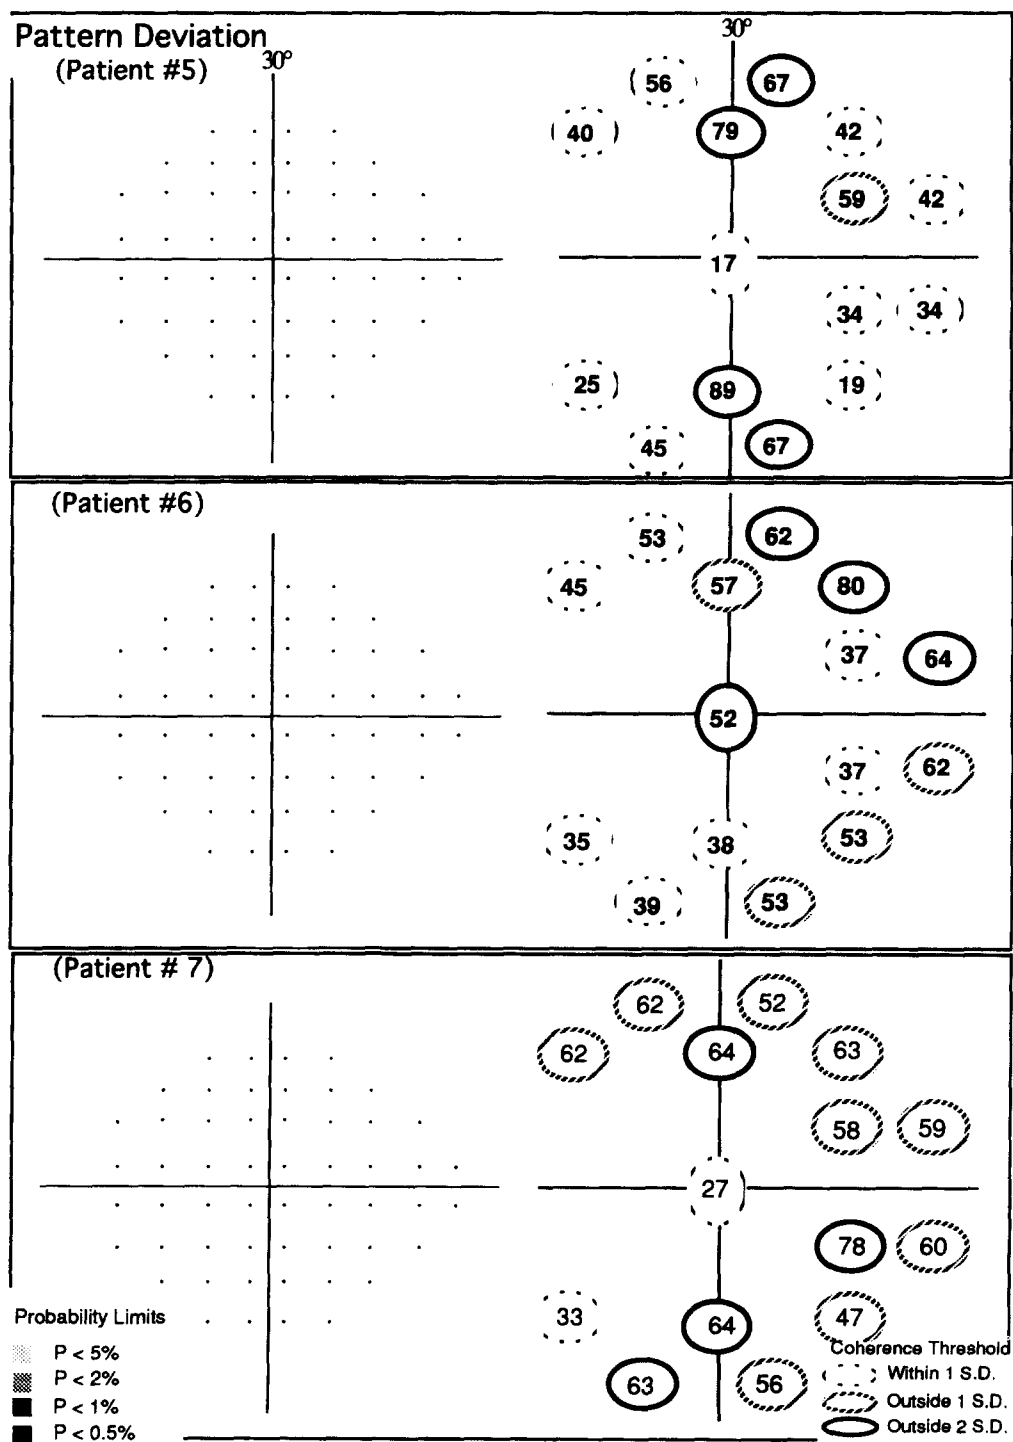 Pattern Deviation
(Patient #5)
30°
30°
56 67
40 79 42
59 42
17
34 34
25 89 19
45 67
(Patient #6)
53 62
45 57 80
37 64
52
37 62
35 38 53
39 53
(Patient # 7)
62 52
62 64 63
58 59
27
78 60
33 64 47
63 56
Probability Limits
P < 5%
P < 2%
P < 1%
P < 0.5%
Coherence Threshold
Within 1 S.D.
Outside 1 S.D.
Outside 2 S.D.